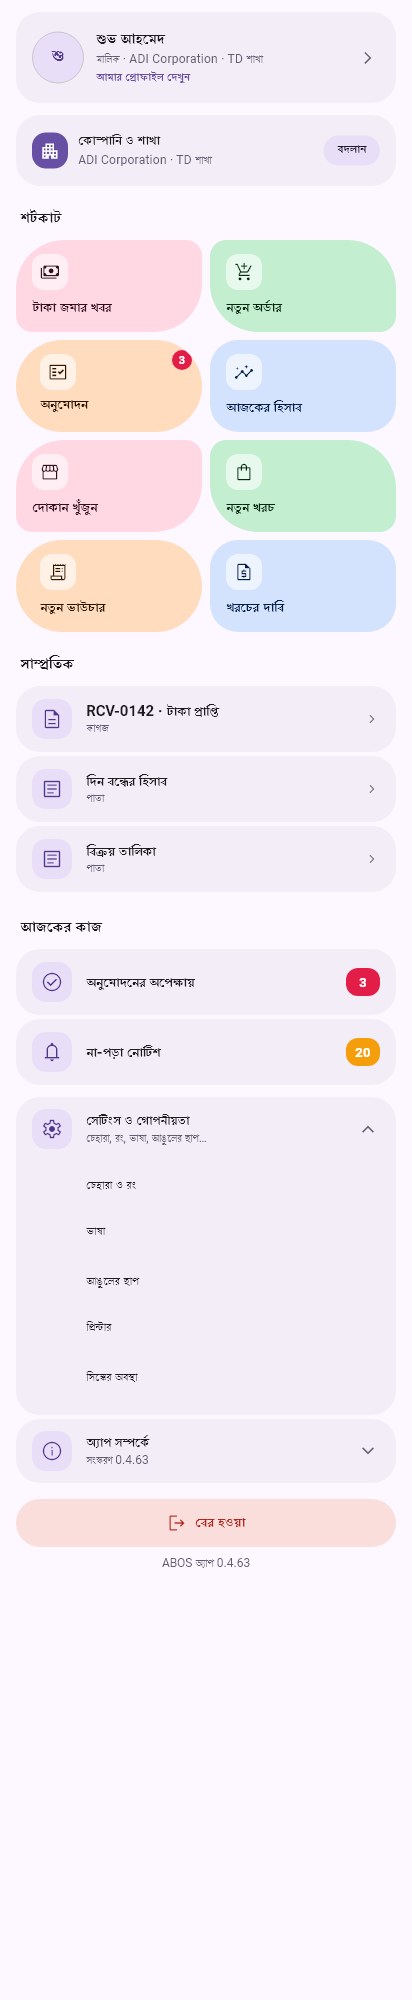 শু
শুভ আহমেদ
মালিক · ADI Corporation · TD শাখা
আমার প্রোফাইল দেখুন
কোম্পানি ও শাখা
ADI Corporation · TD শাখা
বদলান
শর্টকাট
টাকা জমার খবর
নতুন অর্ডার
3
অনুমোদন
আজকের হিসাব
দোকান খুঁজুন
নতুন খরচ
নতুন ভাউচার
খরচের দাবি
সাম্প্রতিক
RCV-0142 · টাকা প্রাপ্তি
কাগজ
দিন বন্ধের হিসাব
পাতা
বিক্রয় তালিকা
পাতা
আজকের কাজ
অনুমোদনের অপেক্ষায়
3
না-পড়া নোটিশ
20
সেটিংস ও গোপনীয়তা
চেহারা, রং, ভাষা, আঙুলের ছাপ...
চেহারা ও রং
ভাষা
আঙুলের ছাপ
প্রিন্টার
সিঙ্কের অবস্থা
অ্যাপ সম্পর্কে
সংস্করণ 0.4.63
বের হওয়া
ABOS অ্যাপ 0.4.63